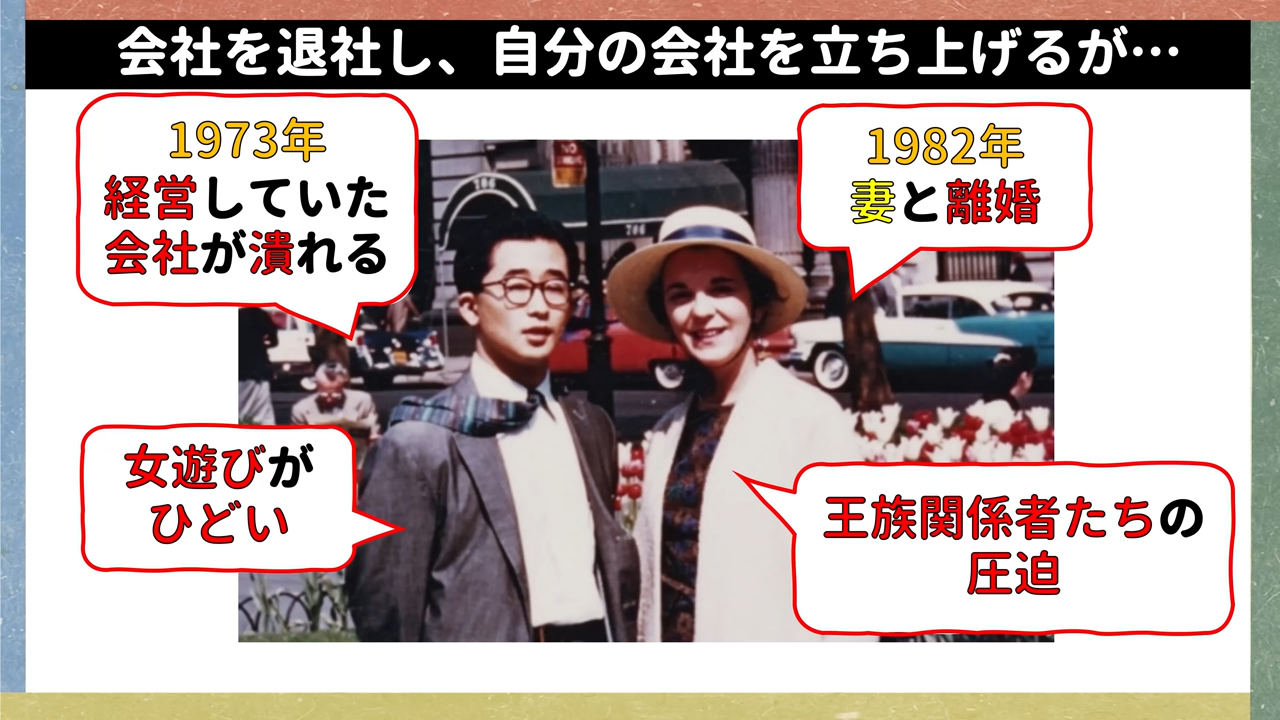 会社を退社し、自分の会社を立ち上げるが…
1973年
経営していた
会社が潰れる
1982年
妻と離婚
706
706
女遊びが
ひどい
王族関係者たちの
圧迫